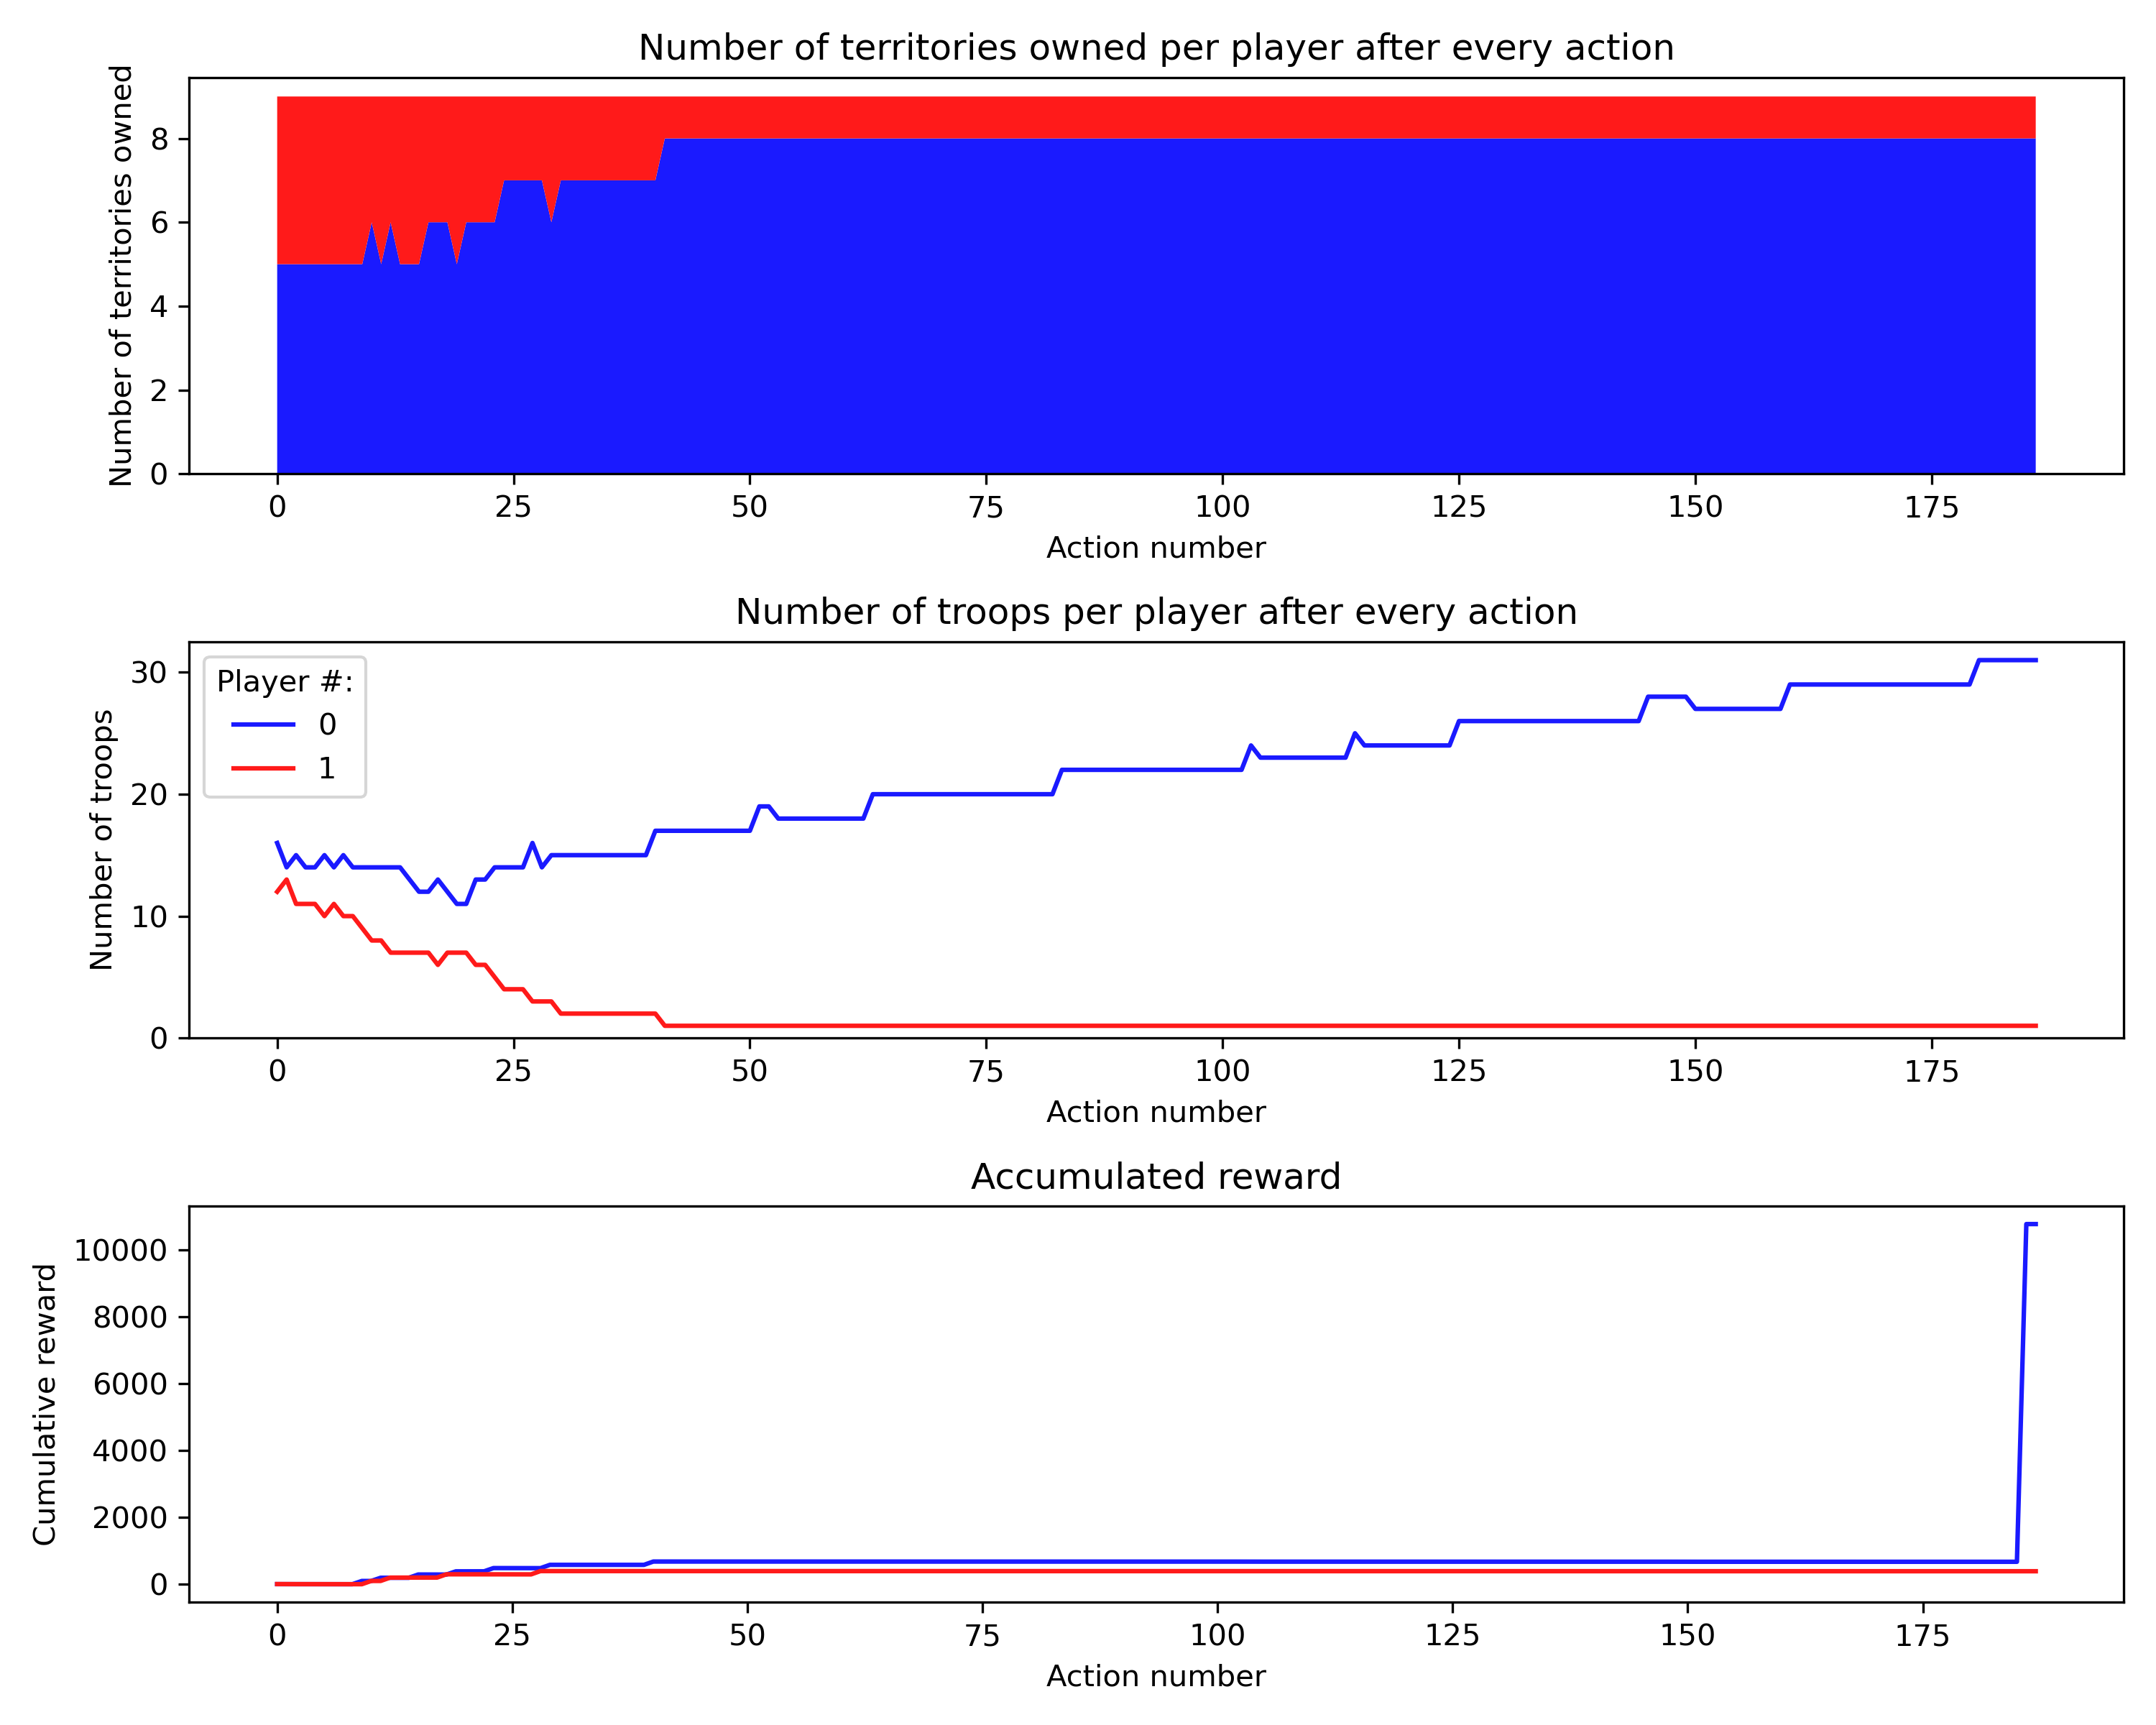 Number of territories owned per player after every action
Number of territories owned
8
6
4
2
0
0 25 50 75 100 125 150 175
Action number
Number of troops per player after every action
Number of troops
30
20
10
0
Player #:
0
1
0 25 50 75 100 125 150 175
Action number
Accumulated reward
Cumulative reward
10000
8000
6000
4000
2000
0
0 25 50 75 100 125 150 175
Action number